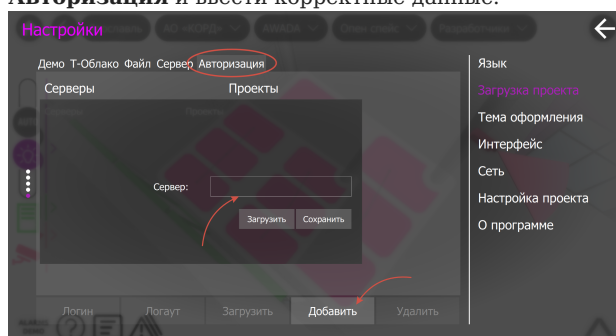 Авторизация и ввести корректные данные.
Настройки
Демо Т-Облако Файл Сервер Авторизация
Серверы Проекты
Сервер:
Загрузить Сохранить
Логин Логаут Загрузить Добавить Удалить
Язык
Загрузка проекта
Тема оформления
Интерфейс
Сеть
Настройка проекта
О программе